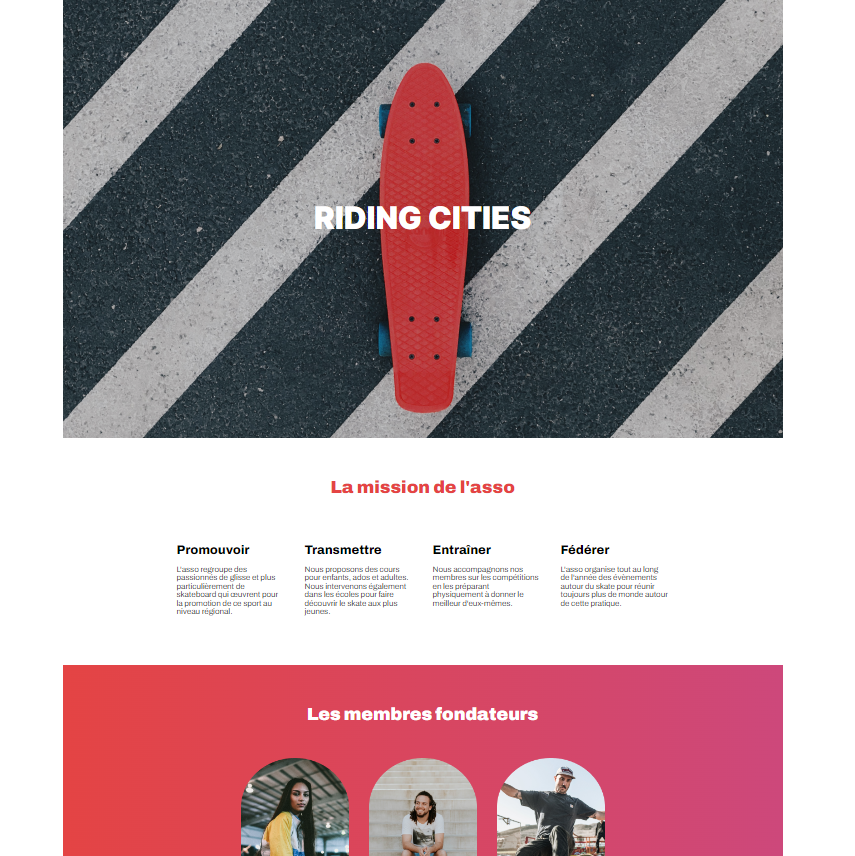 RIDING CITIES
La mission de l'asso
Promouvoir
L'asso regroupe des
passionnés de glisse et plus
particulièrement de
skateboard qui œuvrent pour
la promotion de ce sport au
niveau régional.
Transmettre
Nous proposons des cours
pour enfants, ados et adultes.
Nous intervenons également
dans les écoles pour faire
découvrir le skate aux plus
jeunes.
Entraîner
Nous accompagnons nos
membres sur les compétitions
en les préparant
physiquement à donner le
meilleur d'eux-mêmes.
Fédérer
L'asso organise tout au long
de l'année des évènements
autour du skate pour réunir
toujours plus de monde autour
de cette pratique.
Les membres fondateurs